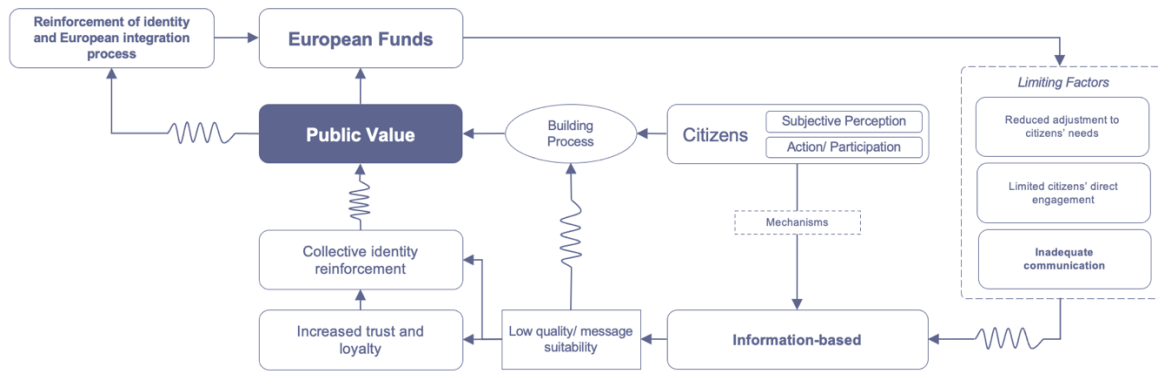 Reinforcement of identity
and European integration
process
European Funds
Limiting Factors
Reduced adjustment to
citizens' needs
Limited citizens' direct
engagement
Inadequate
communication
Public Value
Building
Process
Citizens
Subjective Perception
Action/ Participation
Mechanisms
Collective identity
reinforcement
Increased trust and
loyalty
Low quality/ message
suitability
Information-based